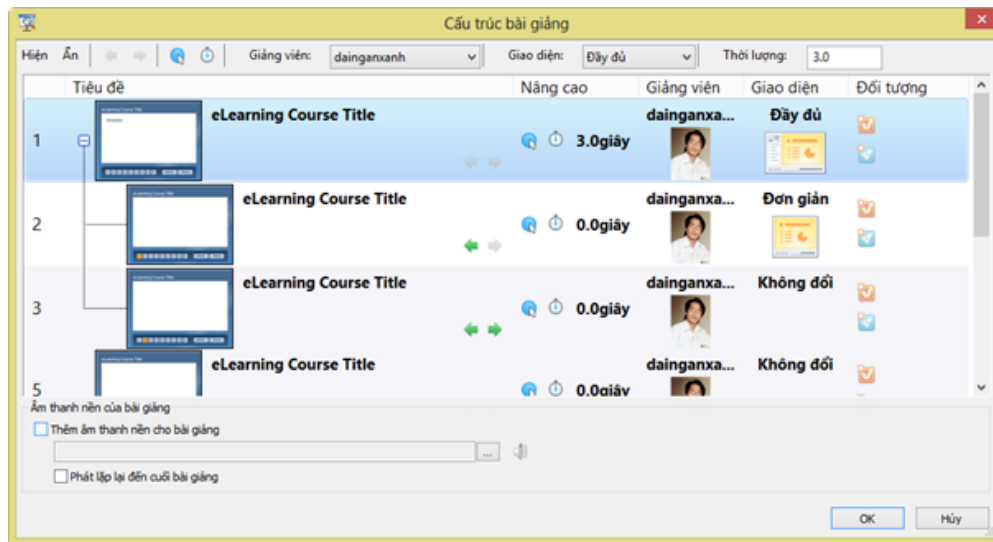 Cấu trúc bài giảng
Hiện Ẩn Giảng viên: dainganxanh Giao diện: Đầy đủ Thời lượng: 3.0
Tiêu đề Nâng cao Giảng viên Giao diện Đối tượng
1 eLearning Course Title 3.0giây dainganxa... Đầy đủ
2 eLearning Course Title 0.0giây dainganxa... Đơn giản
3 eLearning Course Title 0.0giây dainganxa... Không đổi
5 eLearning Course Title 0.0giây dainganxa... Không đổi
Âm thanh nền của bài giảng
Thêm âm thanh nền cho bài giảng
...
Phát lặp lại đến cuối bài giảng
OK Hủy